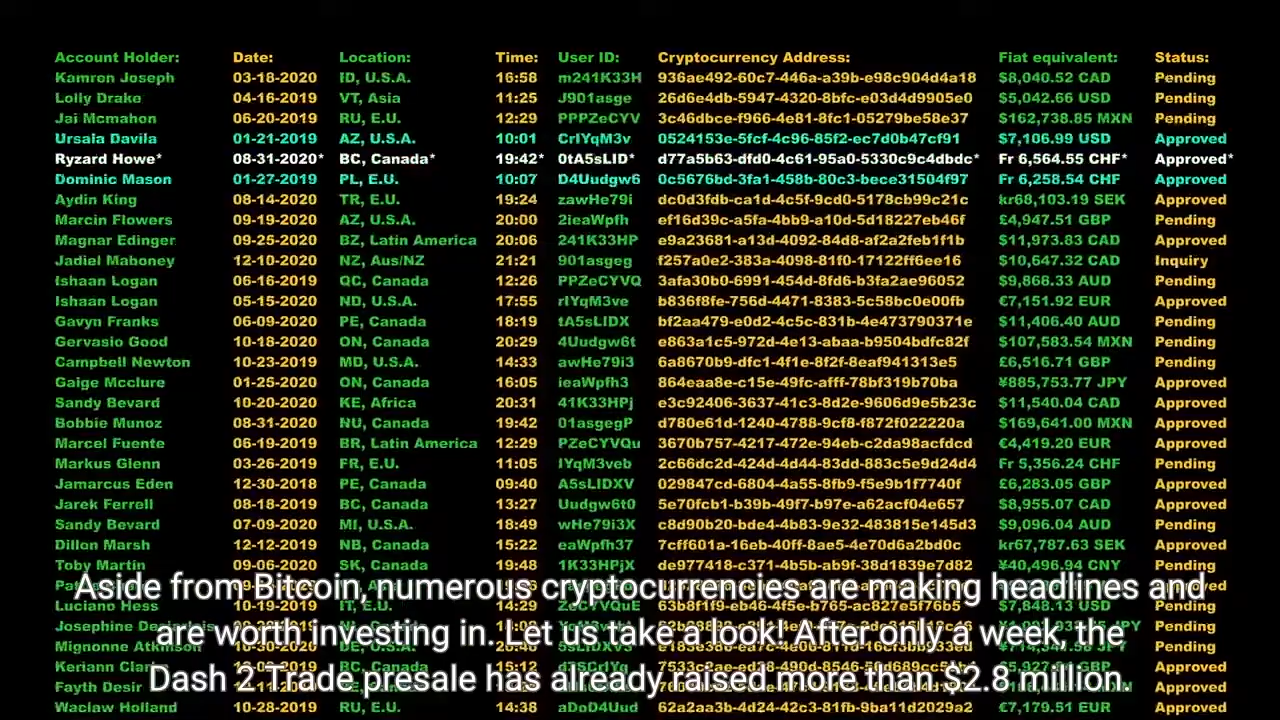 Account Holder: Date: Location: Time: User ID: Cryptocurrency Address: Fiat equivalent: Status:
Kamron Joseph 03-18-2020 ID, U.S.A. 16:58 m241K33H 936ae492-60c7-446a-a39b-e98c904d4a18 $8,040.52 CAD Pending
Lolly Drake 04-16-2019 VT, Asia 11:25 J901asge 26d6e4db-5947-4320-8bfc-e03d4d9905e0 $5,042.66 USD Pending
Jai Mcmahon 06-20-2019 RU, E.U. 12:29 PPPZeCYV 3c46dbce-f966-4e81-8fc1-05279be58e37 $162,738.85 MXN Pending
Ursala Davila 01-21-2019 AZ, U.S.A. 10:01 CrIYqM3v 0524153e-5fcf-4c96-85f2-ec7d0b47cf91 $7,106.99 USD Approved
Ryzard Howe* 08-31-2020* BC, Canada* 19:42* 0tA5sLID* d77a5b63-dfd0-4c61-95a0-5330c9c4dbdc* Fr 6,564.55 CHF* Approved*
Dominic Mason 01-27-2019 PL, E.U. 10:07 D4Uudgw6 0c5676bd-3fa1-458b-80c3-bece31504f97 Fr 6,258.54 CHF Approved
Aydin King 08-14-2020 TR, E.U. 19:24 zawHe79i dc0d3fdb-ca1d-4c5f-9cd0-5178cb99c21c kr68,103.19 SEK Approved
Marcin Flowers 09-19-2020 AZ, U.S.A. 20:00 2ieaWpfh ef16d39c-a5fa-4bb9-a10d-5d18227eb46f £4,947.51 GBP Pending
Magnar Edinger 09-25-2020 BZ, Latin America 20:06 241K33HP e9a23681-a13d-4092-84d8-af2a2feb1f1b $11,973.83 CAD Approved
Jadiel Mahoney 12-10-2020 NZ, Aus/NZ 21:21 901asgeg f257a0e2-383a-4098-81f0-17122ff6ee16 $10,647.32 CAD Inquiry
Ishaan Logan 06-16-2019 QC, Canada 12:26 PPZeCYVQ 3afa30b0-6991-454d-8fd6-b3fa2ae96052 $9,866.33 AUD Pending
Ishaan Logan 05-15-2020 ND, U.S.A. 17:55 rIYqM3ve b836f8fe-756d-4471-8383-5c58bc0e00fb €7,151.92 EUR Approved
Gavyn Franks 06-09-2020 PE, Canada 18:19 tA5sLIDX bf2aa479-e0d2-4c5c-831b-4e473790371e $11,406.40 AUD Pending
Gervasio Good 10-18-2020 ON, Canada 20:29 4Uudgw6t e863a1c5-972d-4e13-abaa-b9504bdfc82f $107,583.54 MXN Pending
Campbell Newton 10-23-2019 MD, U.S.A. 14:33 awHe79i3 6a8670b9-dfc1-4f1e-8f2f-8eaf941313e5 £6,516.71 GBP Pending
Gaige Mcclure 01-25-2020 ON, Canada 16:05 ieaWpfh3 864eaa8e-c15e-49fc-afff-78bf319b70ba ¥885,753.77 JPY Approved
Sandy Bevard 10-20-2020 KE, Africa 20:31 41K33HPj e3c92406-3637-41c3-8d2e-9606d9e5b23c $11,540.04 CAD Approved
Bobbie Munoz 08-31-2020 NU, Canada 19:42 01asgegP d780e61d-1240-4788-9cf8-f872f022220a $169,641.00 MXN Approved
Marcel Fuente 06-19-2019 BR, Latin America 12:29 PZeCYVQu 3670b757-4217-472e-94eb-c2da98acfdcd €4,419.20 EUR Approved
Markus Glenn 03-26-2019 FR, E.U. 11:05 IYqM3veb 2c66dc2d-424d-4d44-83dd-883c5e9d24d4 Fr 5,356.24 CHF Pending
Jamarcus Eden 12-30-2018 PE, Canada 09:40 A5sLIDXV 029847cd-6804-4a55-8fb9-f5e9b1f7740f £6,283.05 GBP Pending
Jarek Ferrell 08-18-2019 BC, Canada 13:27 Uudgw6t0 5e70fcb1-b39b-49f7-b97e-a62acf04e657 $8,955.07 CAD Approved
Sandy Bevard 07-09-2020 MI, U.S.A. 18:49 wHe79i3X c8d90b20-bde4-4b83-9e32-483815e145d3 $9,096.04 AUD Pending
Dillon Marsh 12-12-2019 NB, Canada 15:22 eaWpfh37 7cff601a-16eb-40ff-8ae5-4e70d6a2bd0c kr67,787.63 SEK Approved
Toby Martin 09-06-2020 SK, Canada 19:48 1K33HPjX de977418-c371-4b5b-ab9f-38d1839e7d82 ¥40,496.94 CNY Pending
Aside from Bitcoin, numerous cryptocurrencies are making headlines and
Luciano Hess 10-19-2019 IT, E.U. 14:29 ZeCYVQuE 63b8f1f9-eb46-4f5e-b765-ac827e5f76b5 $7,848.13 USD Pending
are worth investing in. Let us take a look! After only a week, the
Dash 2 Trade presale has already raised more than $2.8 million.
Waclaw Holland 10-28-2019 RU, E.U. 14:38 aDoD4Uud 62a2aa3b-4d24-42c3-81fb-9ba11d2029a2 €7,179.51 EUR Approved